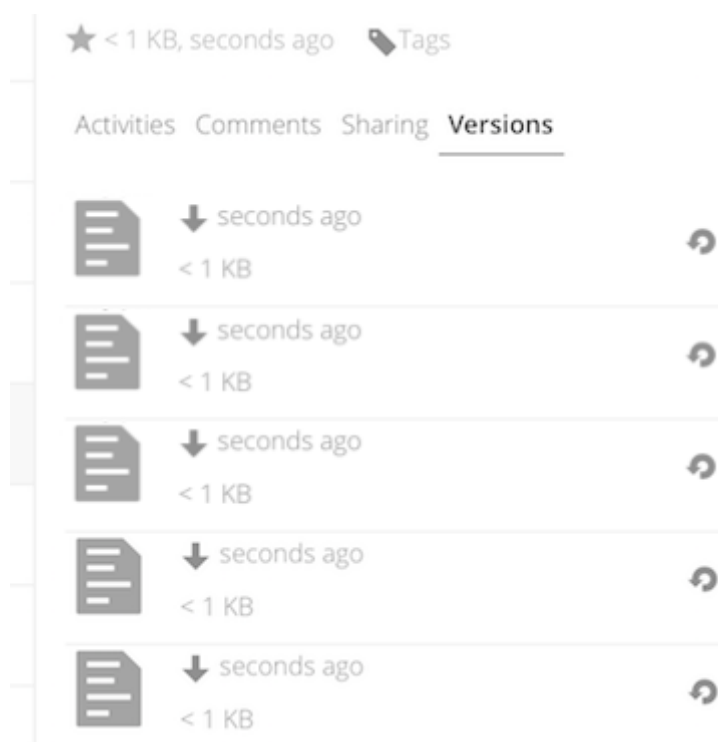 < 1 KB, seconds ago Tags
Activities Comments Sharing Versions
seconds ago
< 1 KB
seconds ago
< 1 KB
seconds ago
< 1 KB
seconds ago
< 1 KB
seconds ago
< 1 KB